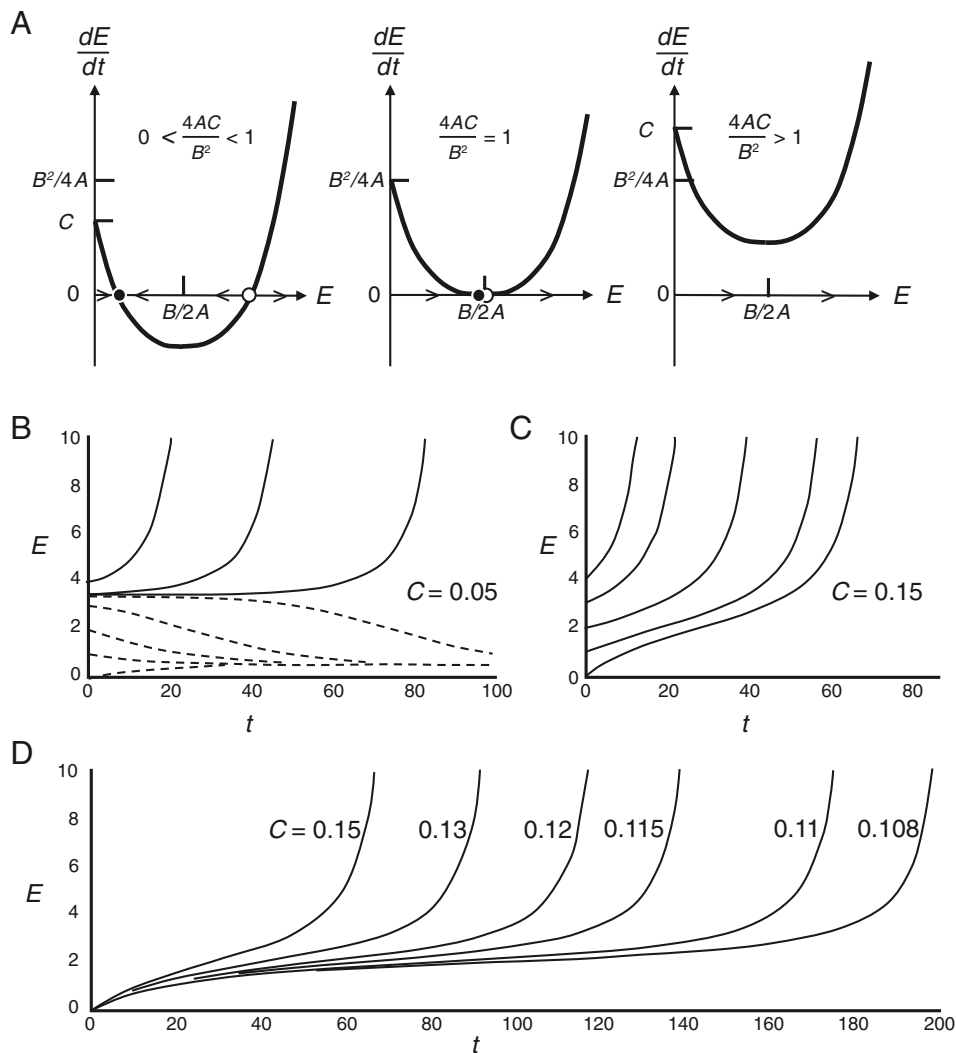 A
dE/dt
0 < 4AC/B² < 1
B²/4A
C
0
B/2A
E
dE/dt
4AC/B² = 1
B²/4A
0
B/2A
E
dE/dt
C
4AC/B² > 1
B²/4A
0
B/2A
E
B
10
8
6
E
4
C = 0.05
2
0
0 20 40 60 80 100
t
C
10
8
6
E
4
C = 0.15
2
0
0 20 40 60 80
t
D
10
8
C = 0.15 0.13 0.12 0.115 0.11 0.108
6
E
4
2
0
0 20 40 60 80 100 120 140 160 180 200
t